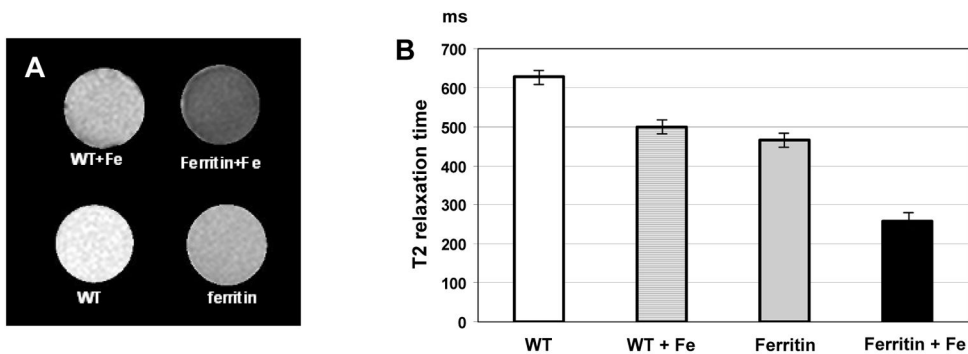 A
WT+Fe
Ferritin+Fe
WT
ferritin
B
ms
T2 relaxation time
700
600
500
400
300
200
100
0
WT
WT + Fe
Ferritin
Ferritin + Fe